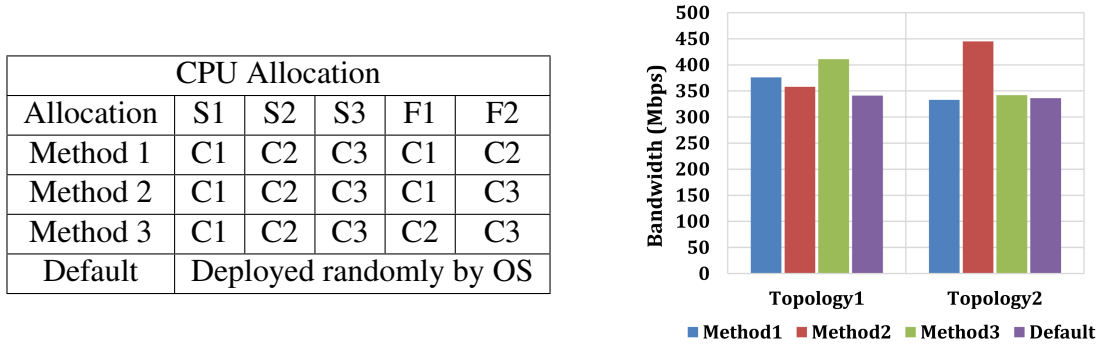 CPU Allocation
Allocation S1 S2 S3 F1 F2
Method 1 C1 C2 C3 C1 C2
Method 2 C1 C2 C3 C1 C3
Method 3 C1 C2 C3 C2 C3
Default Deployed randomly by OS
Bandwidth (Mbps)
500
450
400
350
300
250
200
150
100
50
0
Topology1 Topology2
Method1 Method2 Method3 Default